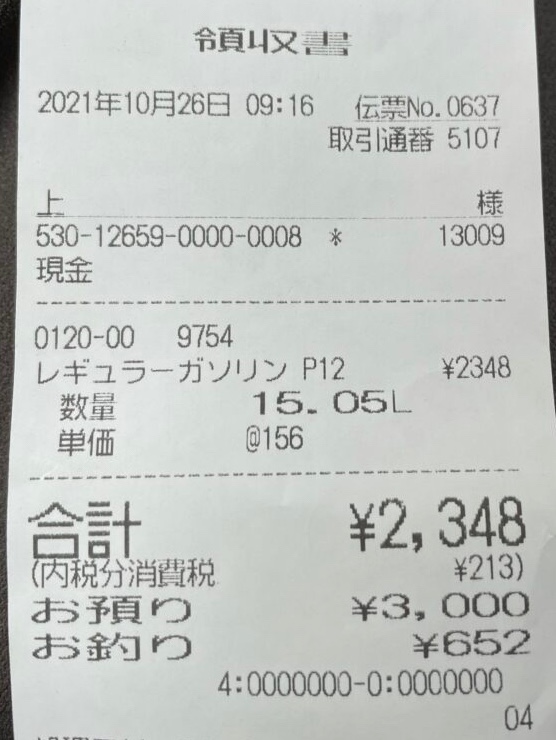 領収書
2021年10月26日 09:16 伝票No.0637
取引通番 5107
上 様
530-12659-0000-0008 * 13009
現金
0120-00 9754
レギュラーガソリン P12 ¥2348
数量 15.05L
単価 @156
合計 ¥2,348
(内税分消費税 ¥213)
お預り ¥3,000
お釣り ¥652
4:0000000-0:0000000
04